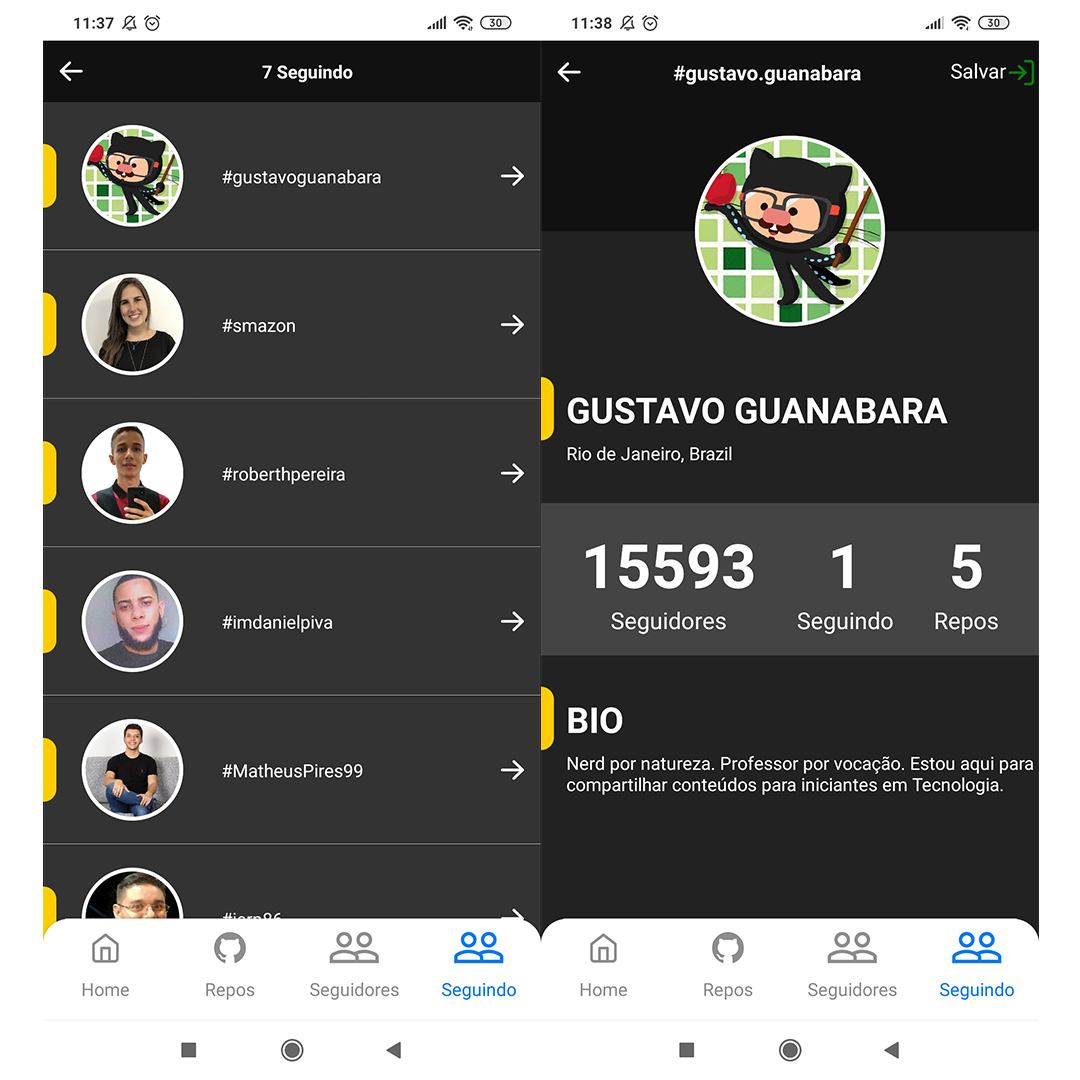 11:37
30
7 Seguindo
#gustavoguanabara
#smazon
#roberthpereira
#imdanielpiva
#MatheusPires99
Home
Repos
Seguidores
Seguindo
11:38
30
#gustavo.guanabara
Salvar
GUSTAVO GUANABARA
Rio de Janeiro, Brazil
15593
1
5
Seguidores
Seguindo
Repos
BIO
Nerd por natureza. Professor por vocação. Estou aqui para
compartilhar conteúdos para iniciantes em Tecnologia.
Home
Repos
Seguidores
Seguindo